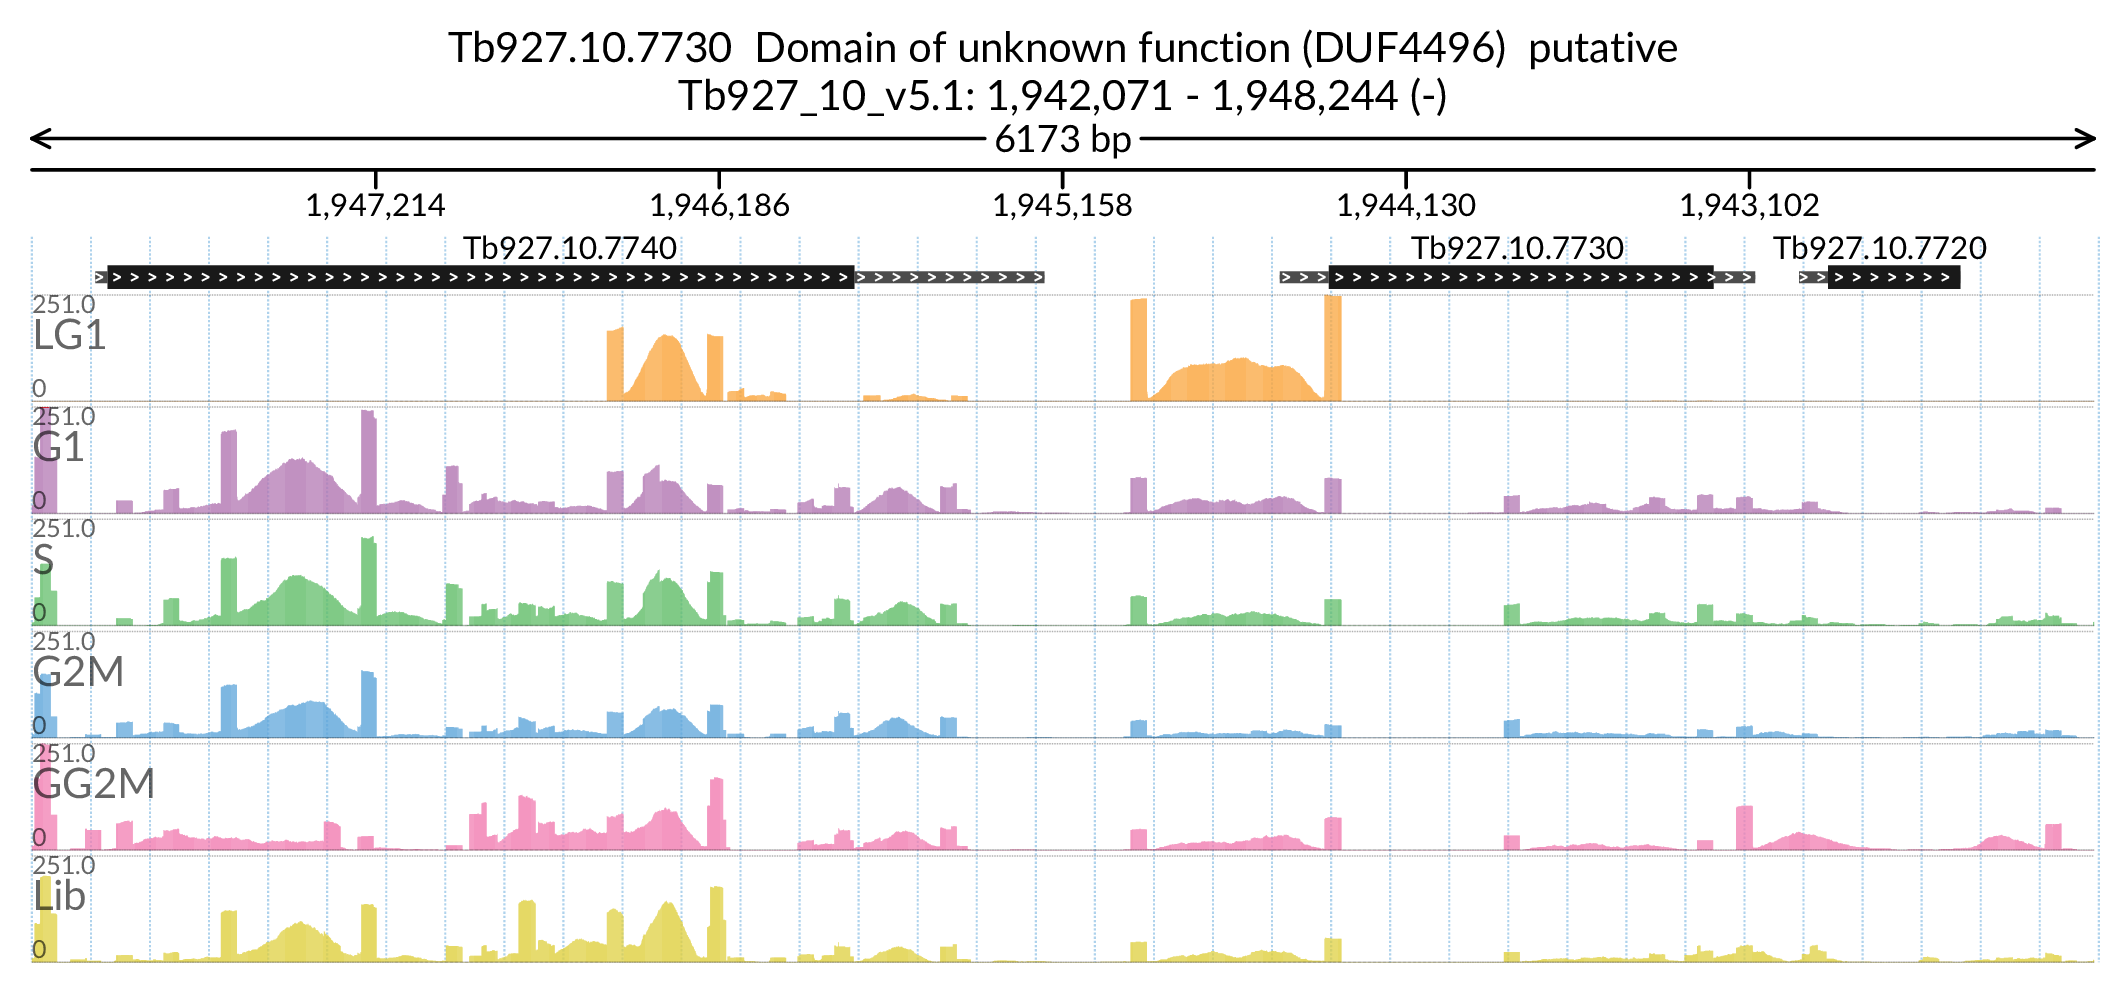 Tb927.10.7730  Domain of unknown function (DUF4496)  putative
Tb927_10_v5.1: 1,942,071 - 1,948,244 (-)
6173 bp
1,947,214 1,946,186 1,945,158 1,944,130 1,943,102
Tb927.10.7740 Tb927.10.7730 Tb927.10.7720
251.0
LG1
0
251.0
G1
0
251.0
S
0
251.0
G2M
0
251.0
GG2M
0
251.0
Lib
0